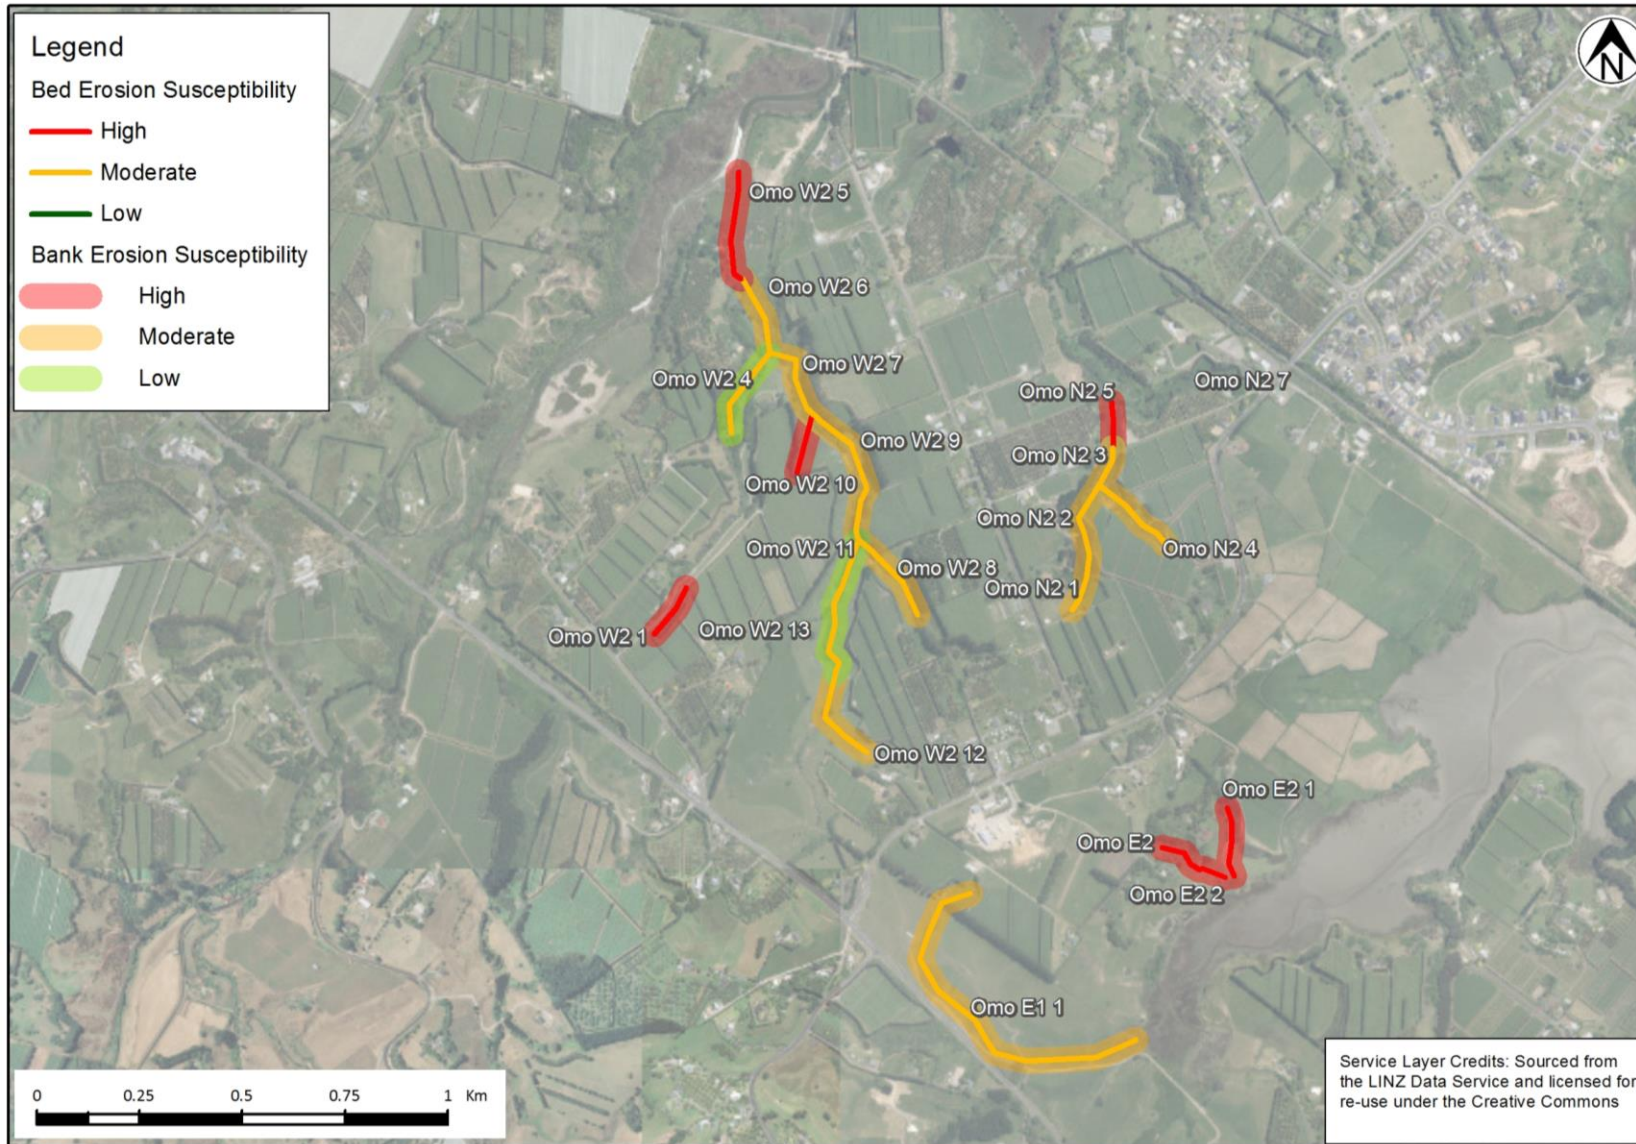 Legend
Bed Erosion Susceptibility
High
Moderate
Low
Bank Erosion Susceptibility
High
Moderate
Low
N
Omo W2 5
Omo W2 6
Omo W2 7
Omo W2 4
Omo N2 7
Omo N2 5
Omo W2 9
Omo N2 3
Omo W2 10
Omo N2 2
Omo W2 11
Omo N2 4
Omo W2 8
Omo N2 1
Omo W2 1
Omo W2 13
Omo W2 12
Omo E2 1
Omo E2
Omo E2 2
Omo E1 1
0 0.25 0.5 0.75 1 Km
Service Layer Credits: Sourced from
the LINZ Data Service and licensed for
re-use under the Creative Commons